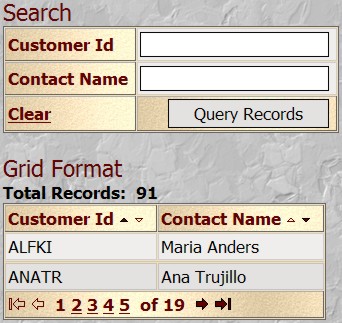 Search
Customer Id
Contact Name
Clear Query Records
Grid Format
Total Records: 91
Customer Id Contact Name
ALFKI Maria Anders
ANATR Ana Trujillo
1 2 3 4 5 of 19